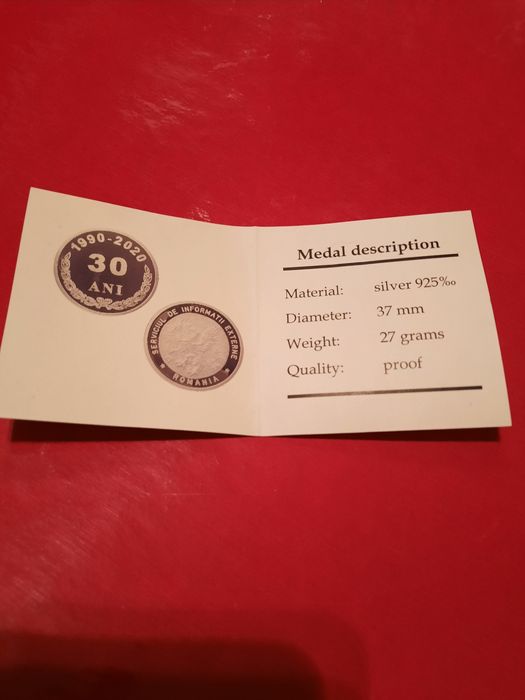 1990-2020
30
ANI
SERVICIUL DE INFORMATII EXTERNE
* ROMANIA *
Medal description
Material: silver 925‰
Diameter: 37 mm
Weight: 27 grams
Quality: proof